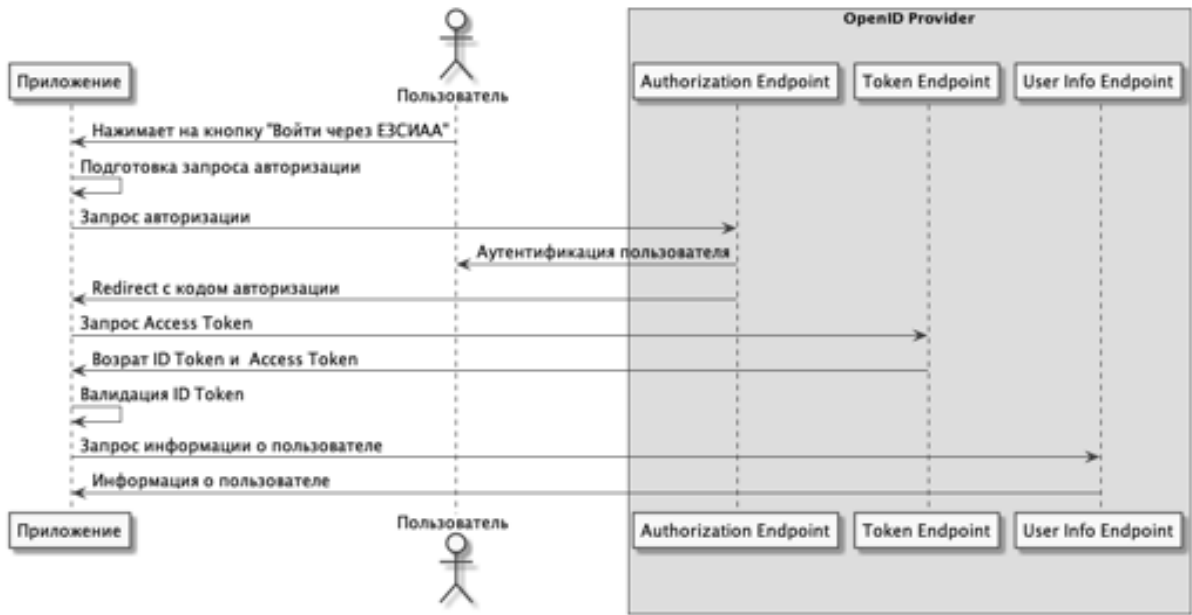 OpenID Provider
Приложение
Пользователь
Authorization Endpoint
Token Endpoint
User Info Endpoint
Нажимает на кнопку "Войти через ЕЗСИАА"
Подготовка запроса авторизации
Запрос авторизации
Аутентификация пользователя
Redirect с кодом авторизации
Запрос Access Token
Возрат ID Token и Access Token
Валидация ID Token
Запрос информации о пользователе
Информация о пользователе
Приложение
Пользователь
Authorization Endpoint
Token Endpoint
User Info Endpoint